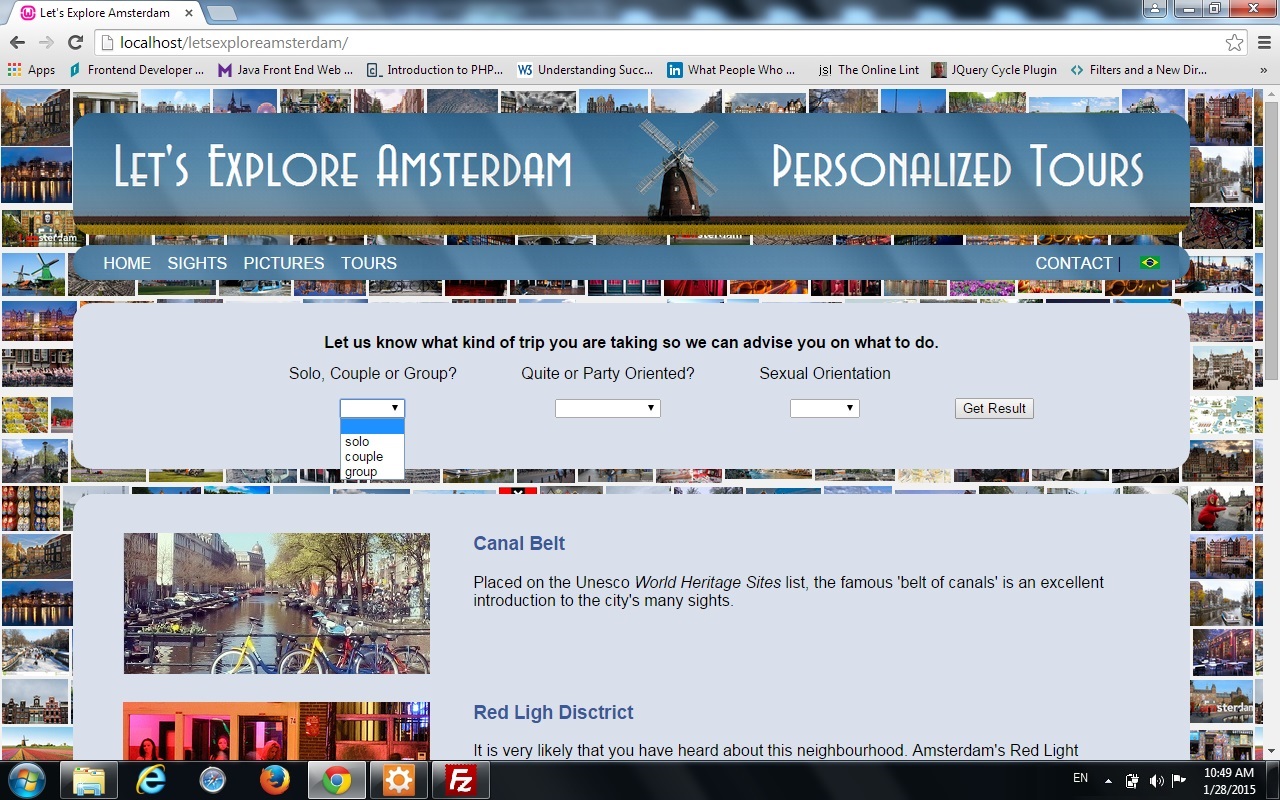 Let's Explore Amsterdam
localhost/letsexploreamsterdam/
Apps Frontend Developer ... Java Front End Web ... Introduction to PHP... Understanding Succ... What People Who ... jsl The Online Lint JQuery Cycle Plugin Filters and a New Dir... »
LET'S EXPLORE AMSTERDAM PERSONALIZED TOURS
HOME SIGHTS PICTURES TOURS CONTACT |
Let us know what kind of trip you are taking so we can advise you on what to do.
Solo, Couple or Group? Quite or Party Oriented? Sexual Orientation
Get Result
solo
couple
group
Canal Belt
Placed on the Unesco World Heritage Sites list, the famous 'belt of canals' is an excellent
introduction to the city's many sights.
Red Ligh Disctrict
It is very likely that you have heard about this neighbourhood. Amsterdam's Red Light
EN 10:49 AM
1/28/2015